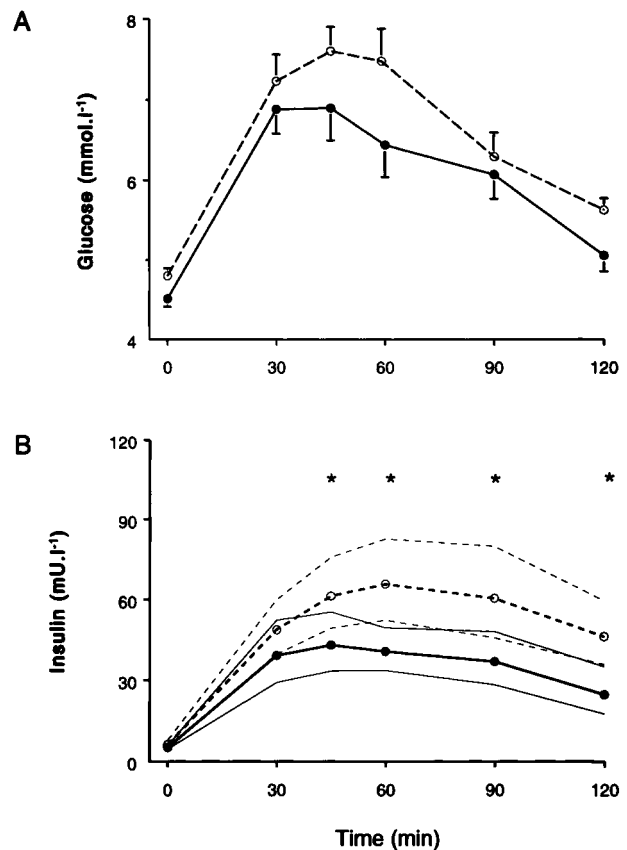 A
Glucose (mmol.l⁻¹)
8
6
4
0 30 60 90 120
B
Insulin (mU.l⁻¹)
120
90
60
30
0
* * * *
0 30 60 90 120
Time (min)